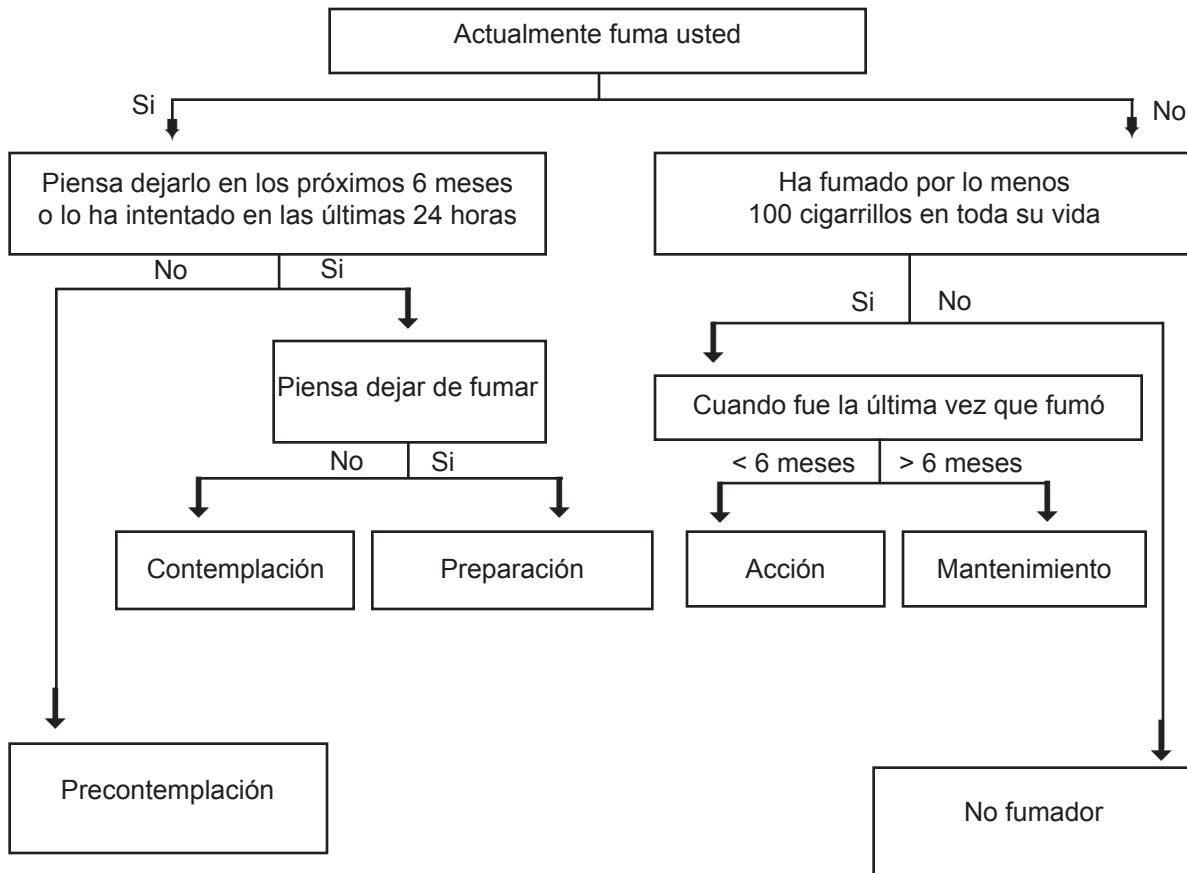 Actualmente fuma usted
Si
No
Piensa dejarlo en los próximos 6 meses
o lo ha intentado en las últimas 24 horas
Ha fumado por lo menos
100 cigarrillos en toda su vida
No
Si
Si
No
Piensa dejar de fumar
Cuando fue la última vez que fumó
No
Si
< 6 meses
> 6 meses
Contemplación
Preparación
Acción
Mantenimiento
Precontemplación
No fumador